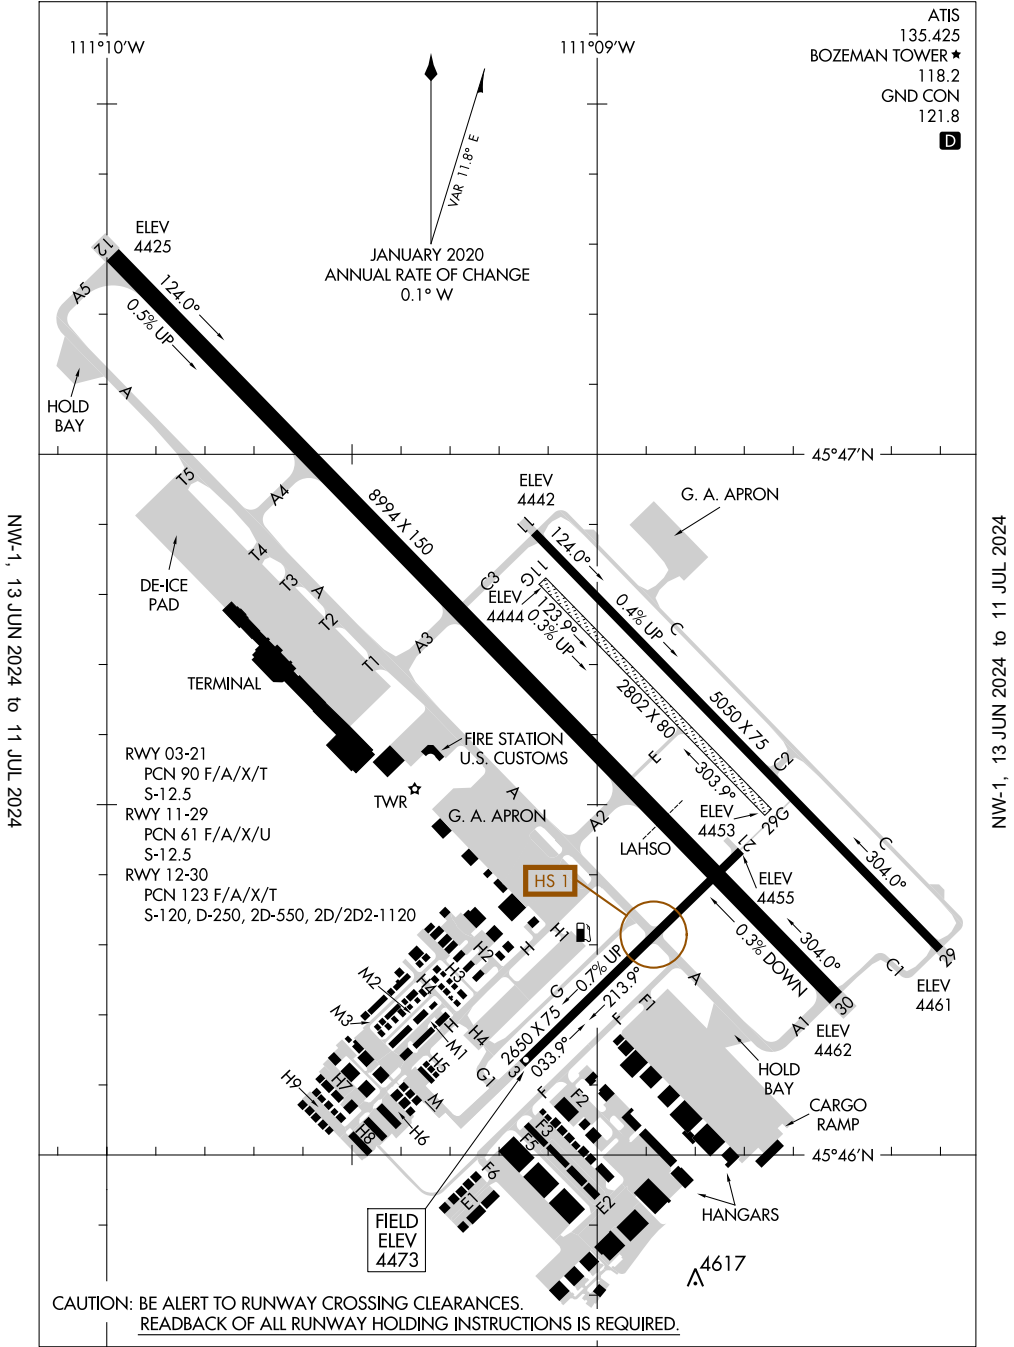 ATIS
135.425
BOZEMAN TOWER ★
118.2
GND CON
121.8
D
111°10'W
111°09'W
VAR 11.8° E
JANUARY 2020
ANNUAL RATE OF CHANGE
0.1° W
ELEV
4425
12
A5
124.0°
0.5% UP
HOLD
BAY
A
45°47'N
T5
A4
8994 X 150
ELEV
4442
G. A. APRON
11
124.0°
T4
T3
A
T2
T1
A3
C3
DE-ICE
PAD
11G
ELEV
4444
123.9°
0.3% UP
0.4% UP
C
TERMINAL
2802 X 80
5050 X 75
C2
E
303.9°
FIRE STATION
U.S. CUSTOMS
RWY 03-21
PCN 90 F/A/X/T
S-12.5
RWY 11-29
PCN 61 F/A/X/U
S-12.5
RWY 12-30
PCN 123 F/A/X/T
S-120, D-250, 2D-550, 2D/2D2-1120
TWR
A
G. A. APRON
A2
LAHSO
ELEV
4453
29G
21
C
304.0°
ELEV
4455
HS 1
0.3% DOWN
304.0°
29
C1
ELEV
4461
30
A1
ELEV
4462
H1
H
H2
H3
H4
M2
M3
H
M1
H4
H5
M
H6
H7
H8
H9
G
0.7% UP
213.9°
2650 X 75
033.9°
3
G1
A
F1
F
F
F2
F3
F5
F6
E1
E2
HOLD
BAY
CARGO
RAMP
45°46'N
HANGARS
FIELD
ELEV
4473
4617
CAUTION: BE ALERT TO RUNWAY CROSSING CLEARANCES.
READBACK OF ALL RUNWAY HOLDING INSTRUCTIONS IS REQUIRED.
NW-1, 13 JUN 2024 to 11 JUL 2024
NW-1, 13 JUN 2024 to 11 JUL 2024